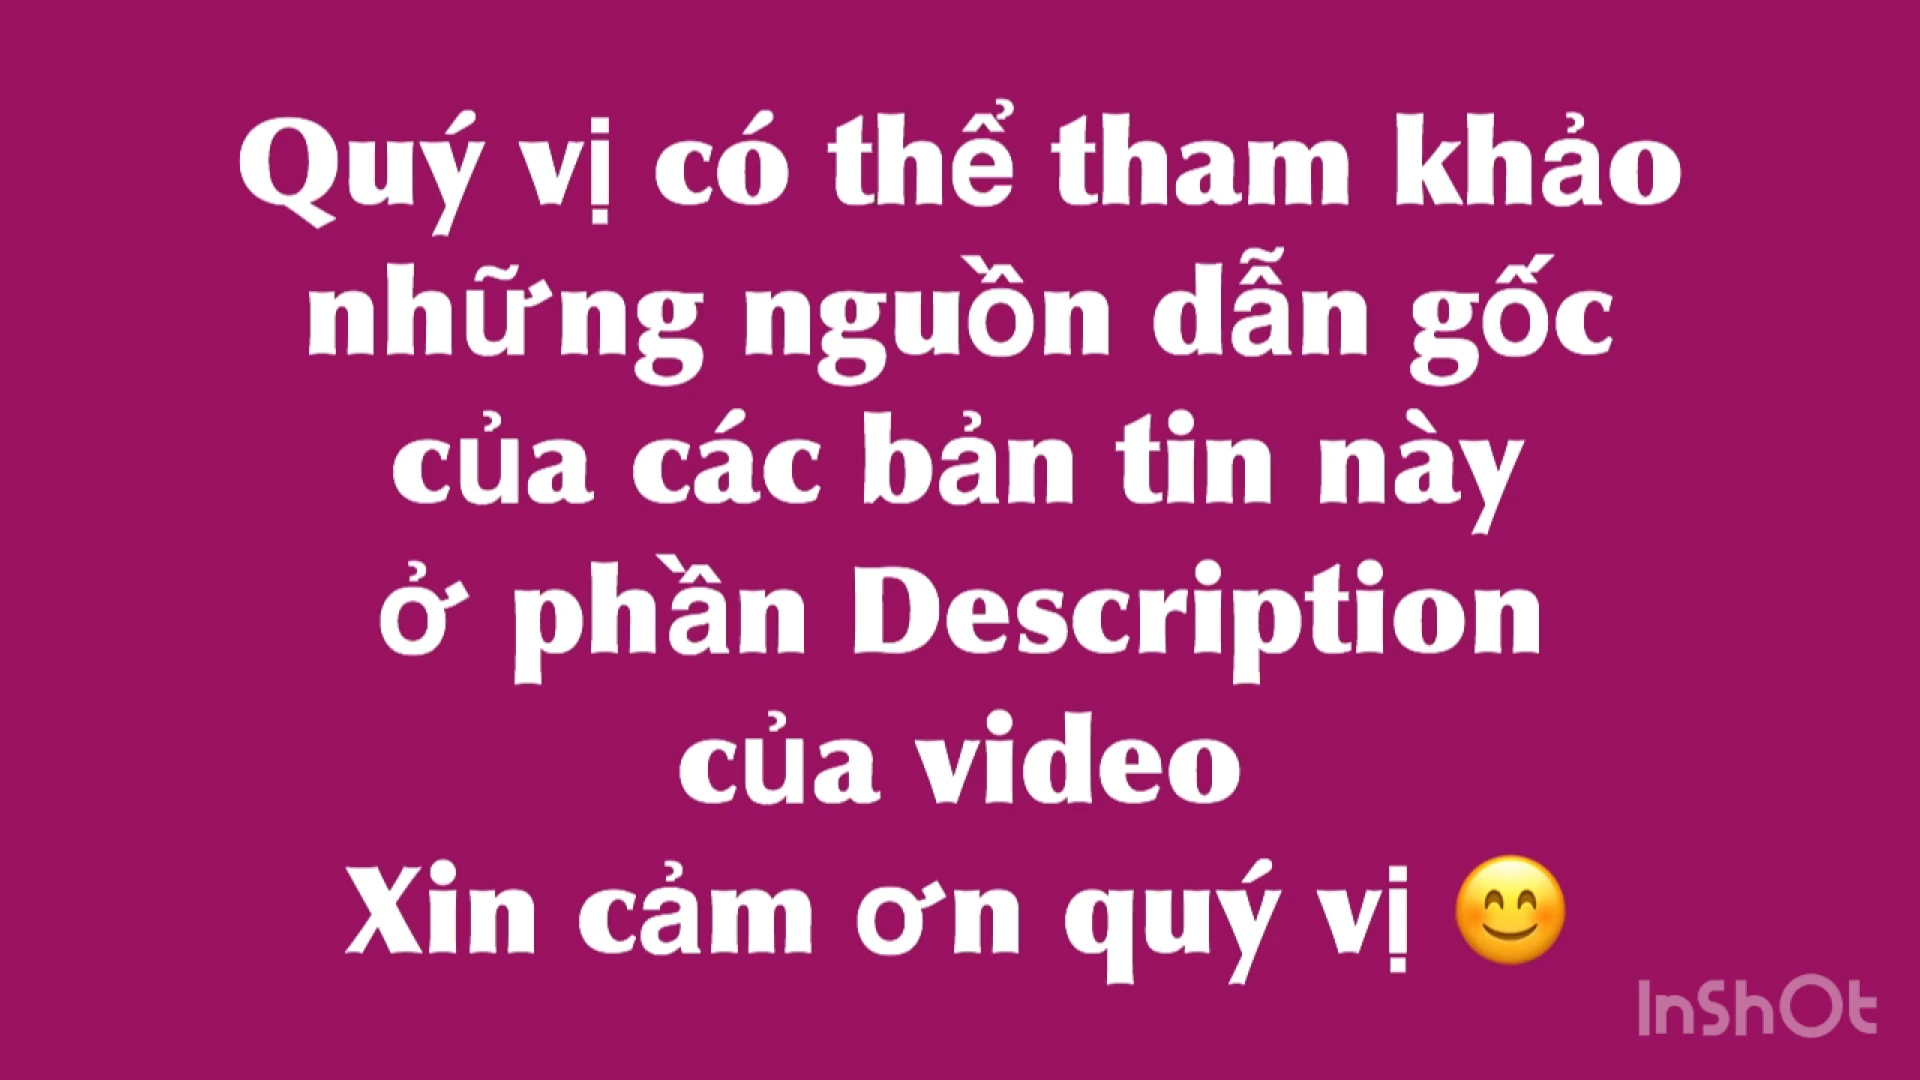 Quý vị có thể tham khảo
những nguồn dẫn gốc
của các bản tin này
ở phần Description
của video
Xin cảm ơn quý vị 😊
InShOt